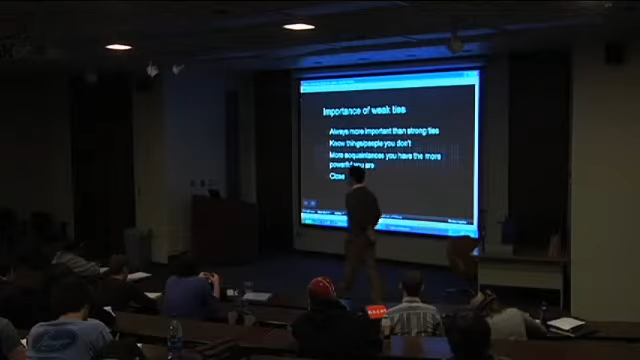 Importance of weak ties
Always more important than strong ties
Know things/people you don't
More acquaintances you have the more
powerful you are
Close